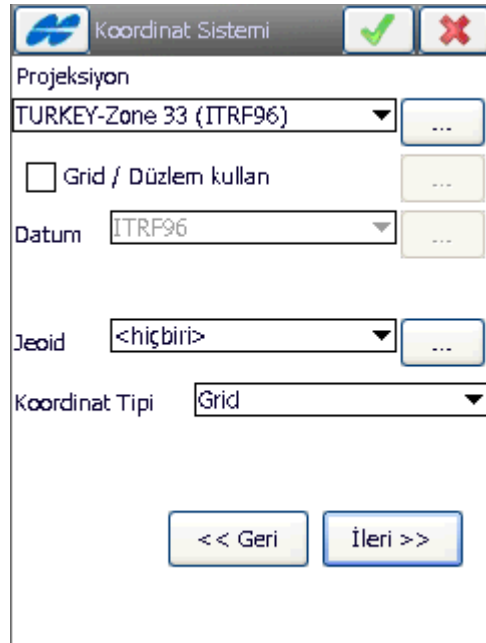 Koordinat Sistemi
Projeksiyon
TURKEY-Zone 33 (ITRF96)
...
Grid / Düzlem kullan
...
Datum ITRF96
...
Jeoid <hiçbiri>
...
Koordinat Tipi Grid
<< Geri İleri >>